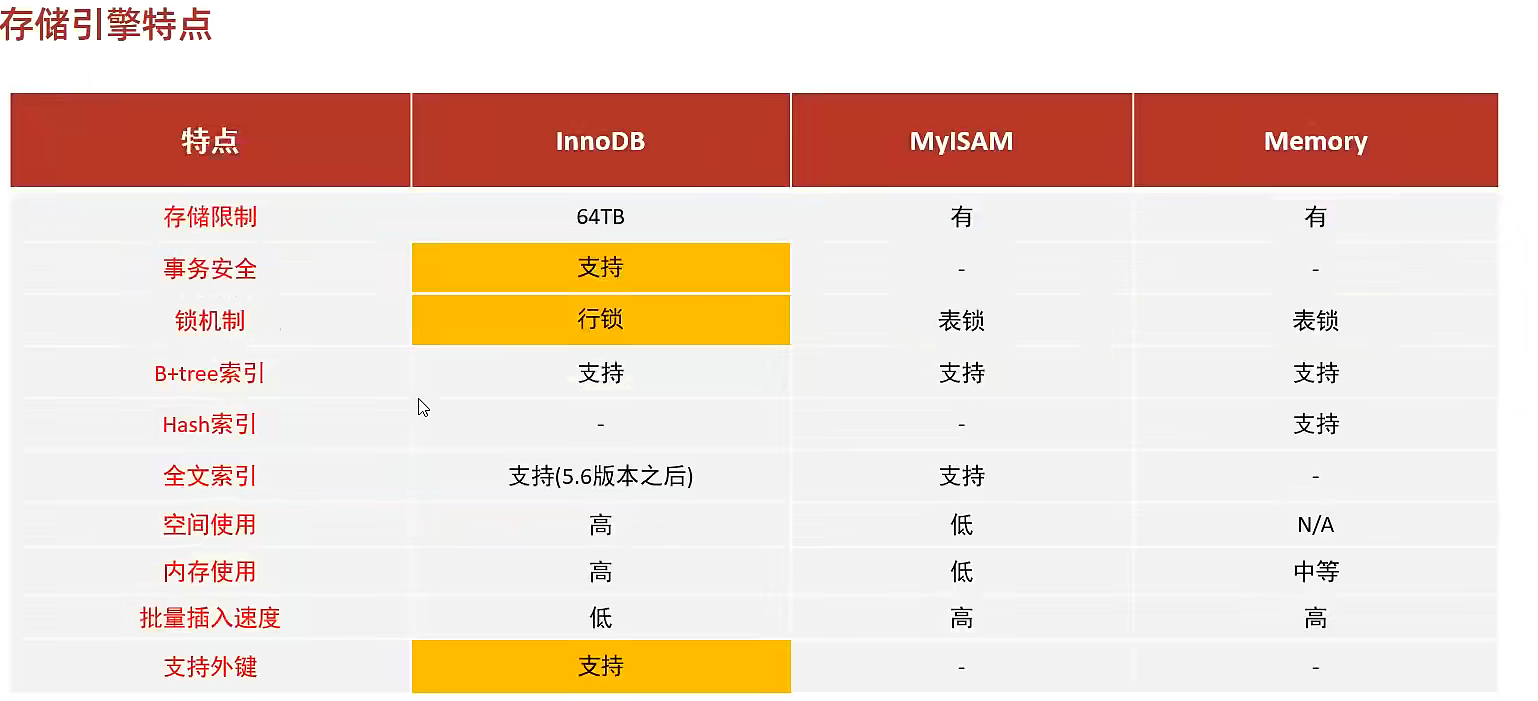 存储引擎特点
特点 InnoDB MyISAM Memory
存储限制 64TB 有 有
事务安全 支持 - -
锁机制 行锁 表锁 表锁
B+tree索引 支持 支持 支持
Hash索引 - - 支持
全文索引 支持(5.6版本之后) 支持 -
空间使用 高 低 N/A
内存使用 高 低 中等
批量插入速度 低 高 高
支持外键 支持 - -